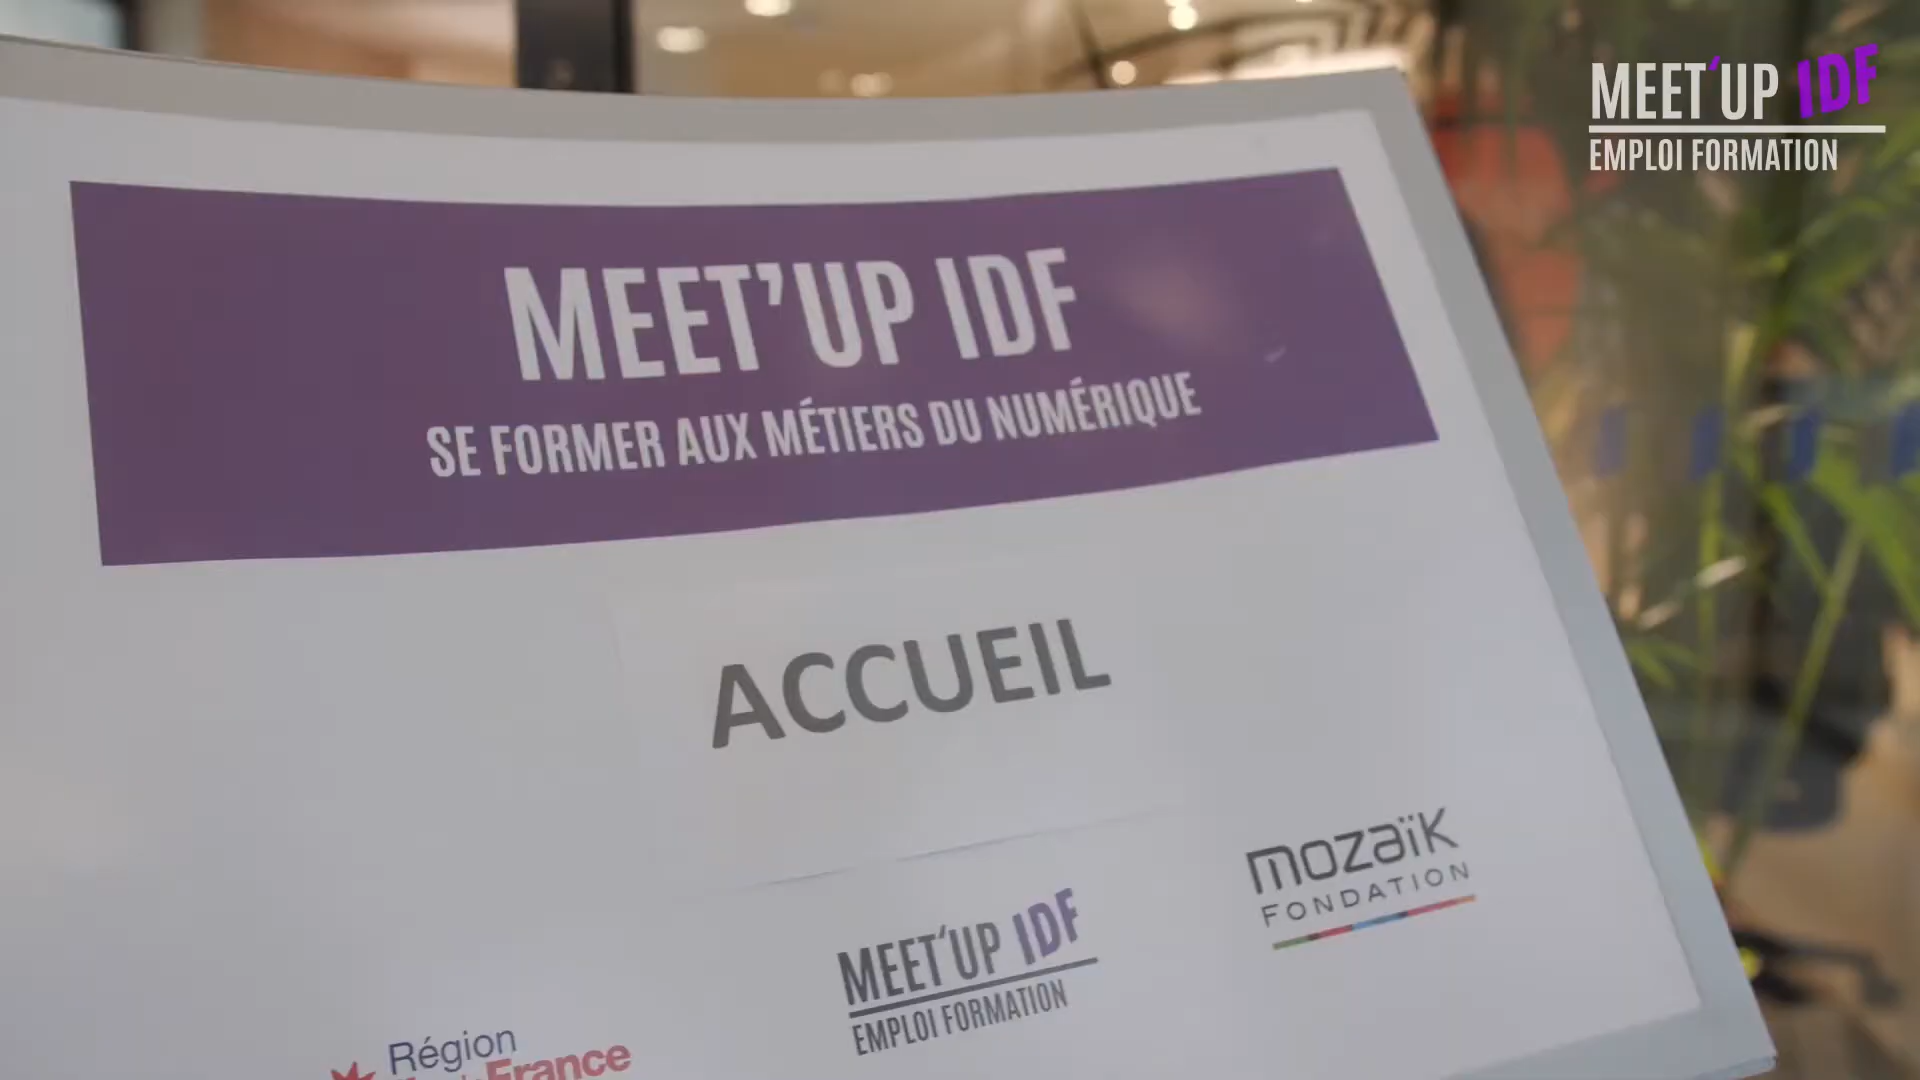 MEET'UP IDF
EMPLOI FORMATION
MEET'UP IDF
SE FORMER AUX MÉTIERS DU NUMÉRIQUE
ACCUEIL
mozaïk
FONDATION
MEET'UP IDF
EMPLOI FORMATION
Région
France